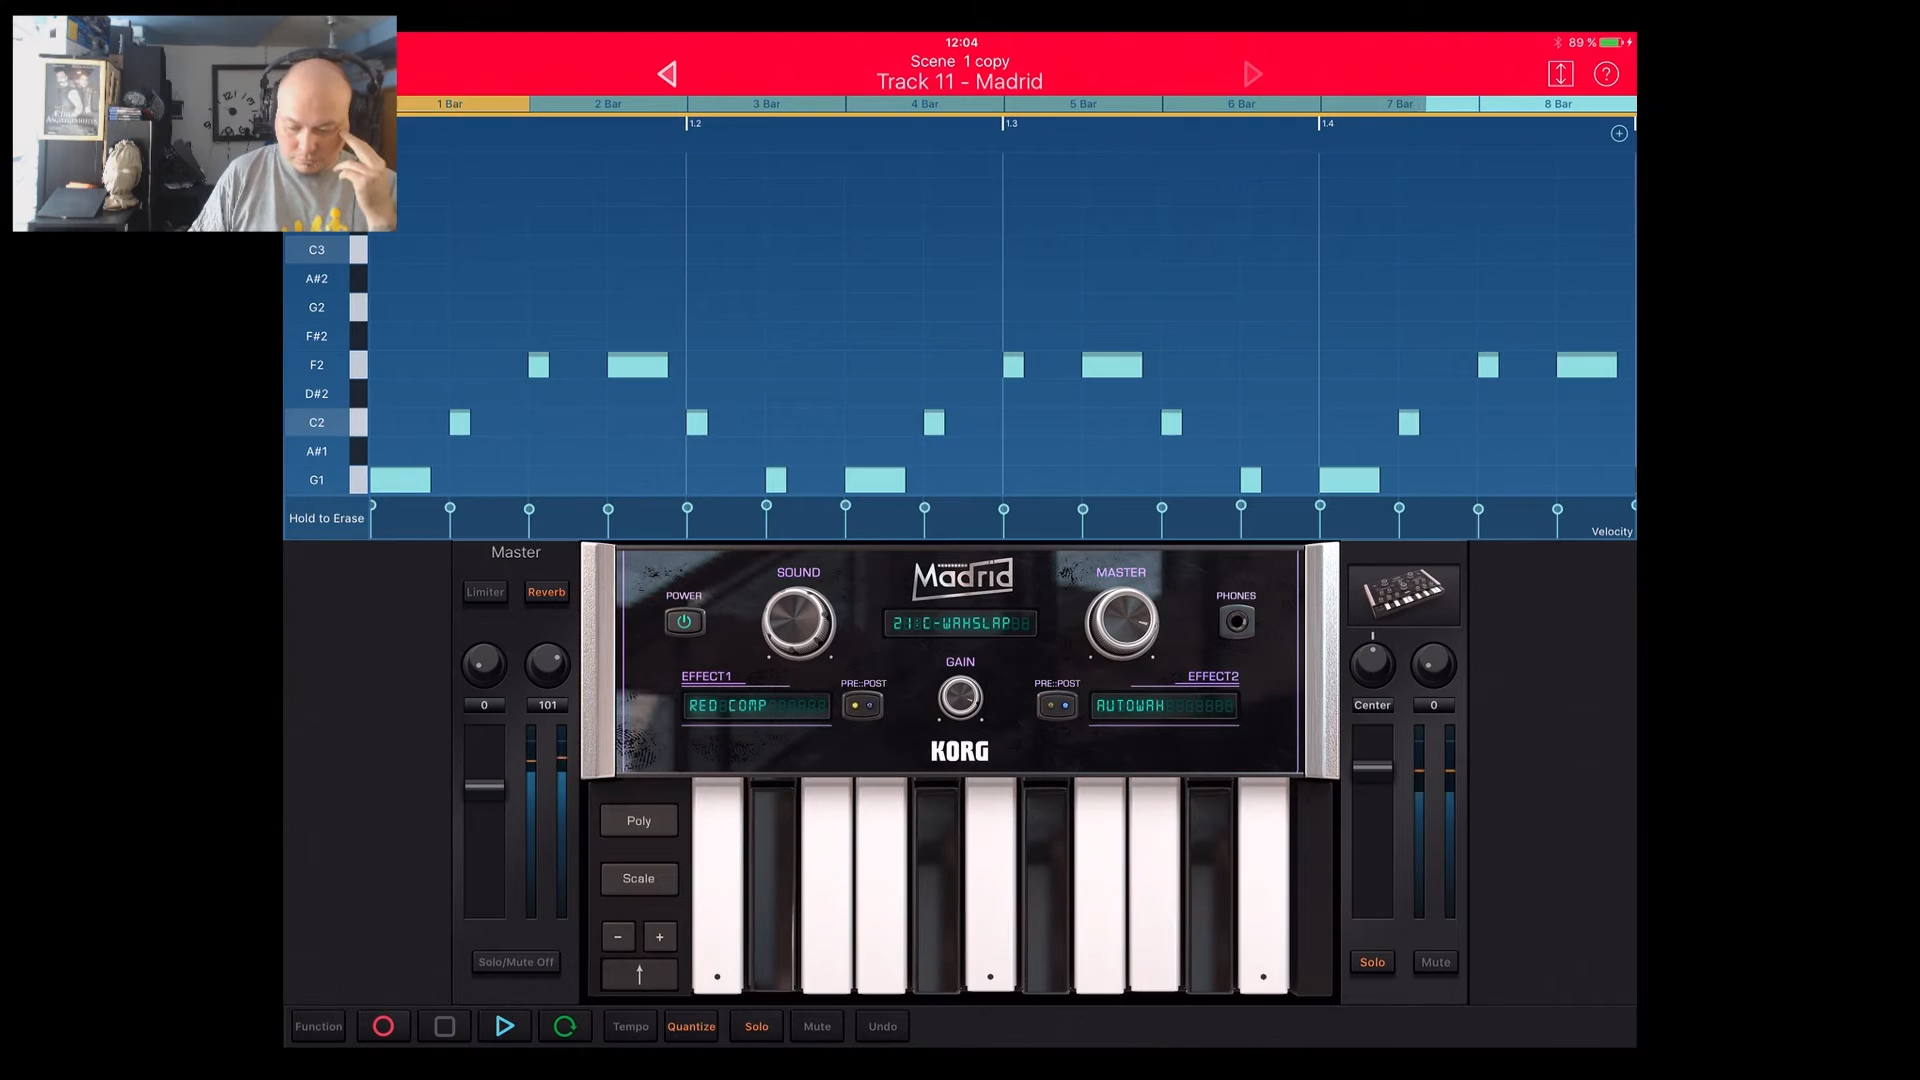 12:04
89 %
Scene 1 copy
Track 11 - Madrid
?
1 Bar
2 Bar
3 Bar
4 Bar
5 Bar
6 Bar
7 Bar
8 Bar
1.2
1.3
1.4
C3
A#2
G2
F#2
F2
D#2
C2
A#1
G1
Hold to Erase
Velocity
Master
Limiter
Reverb
0
101
Solo/Mute Off
SOUND
Madrid
MASTER
POWER
PHONES
21:C-WAHSLAP
GAIN
EFFECT1
PRE::POST
PRE::POST
EFFECT2
RED COMP
AUTOWAH
KORG
Center
0
Poly
Scale
-
+
Solo
Mute
Function
Tempo
Quantize
Solo
Mute
Undo